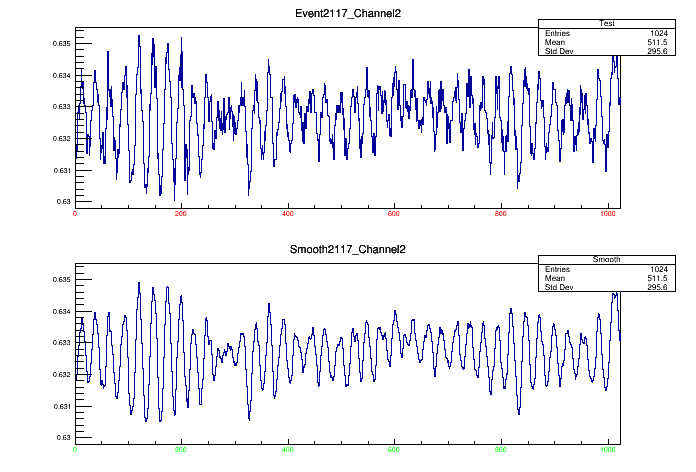 Event2117_Channel2
Test
Entries 1024
Mean 511.5
Std Dev 295.6
0.635
0.634
0.633
0.632
0.631
0.63
0 200 400 600 800 1000
Smooth2117_Channel2
Smooth
Entries 1024
Mean 511.5
Std Dev 295.6
0.635
0.634
0.633
0.632
0.631
0.63
0 200 400 600 800 1000